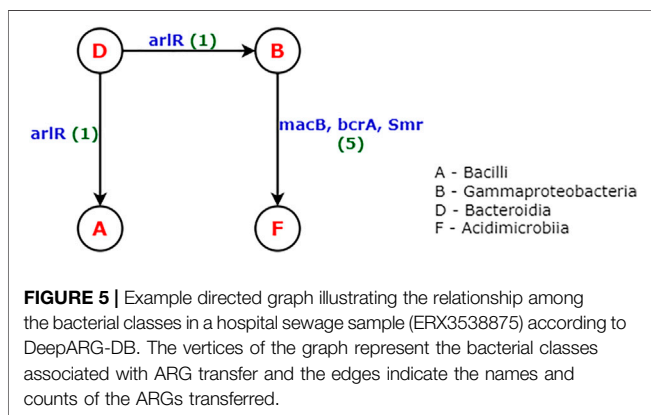 D
arlR (1)
B
arlR (1)
macB, bcrA, Smr
(5)
A
F
A - Bacilli
B - Gammaproteobacteria
D - Bacteroidia
F - Acidimicrobiia
FIGURE 5 | Example directed graph illustrating the relationship among
the bacterial classes in a hospital sewage sample (ERX3538875) according to
DeepARG-DB. The vertices of the graph represent the bacterial classes
associated with ARG transfer and the edges indicate the names and
counts of the ARGs transferred.